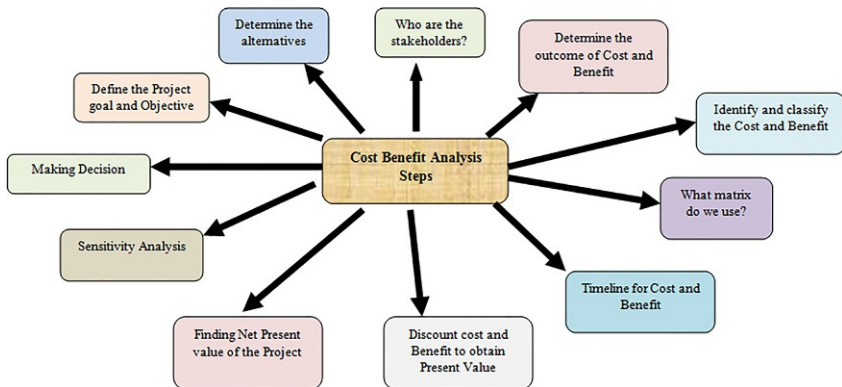 Determine the
alternatives
Who are the
stakeholders?
Determine the
outcome of Cost and
Benefit
Define the Project
goal and Objective
Identify and classify
the Cost and Benefit
Cost Benefit Analysis
Steps
Making Decision
What matrix
do we use?
Sensitivity Analysis
Timeline for Cost and
Benefit
Finding Net Present
value of the Project
Discount cost and
Benefit to obtain
Present Value